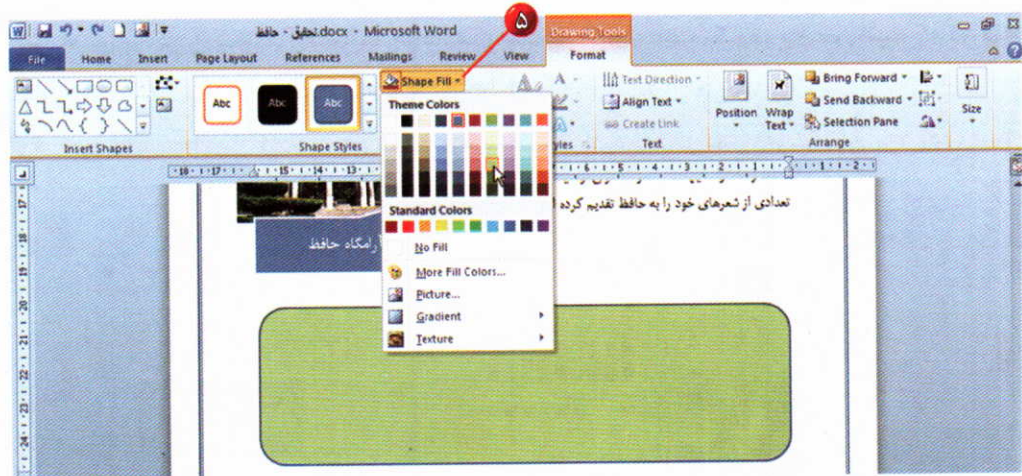 ۵
تحقیق - حافظ.docx - Microsoft Word
Drawing Tools
File Home Insert Page Layout References Mailings Review View Format
Shape Fill
Abc Abc Abc
Text Direction
Align Text
Create Link
Position
Wrap Text
Bring Forward
Send Backward
Selection Pane
Size
Insert Shapes
Shape Styles
Text
Arrange
Theme Colors
Standard Colors
No Fill
More Fill Colors...
Picture...
Gradient
Texture
تعدادی از شعرهای خود را به حافظ تقدیم کرده
آرامگاه حافظ